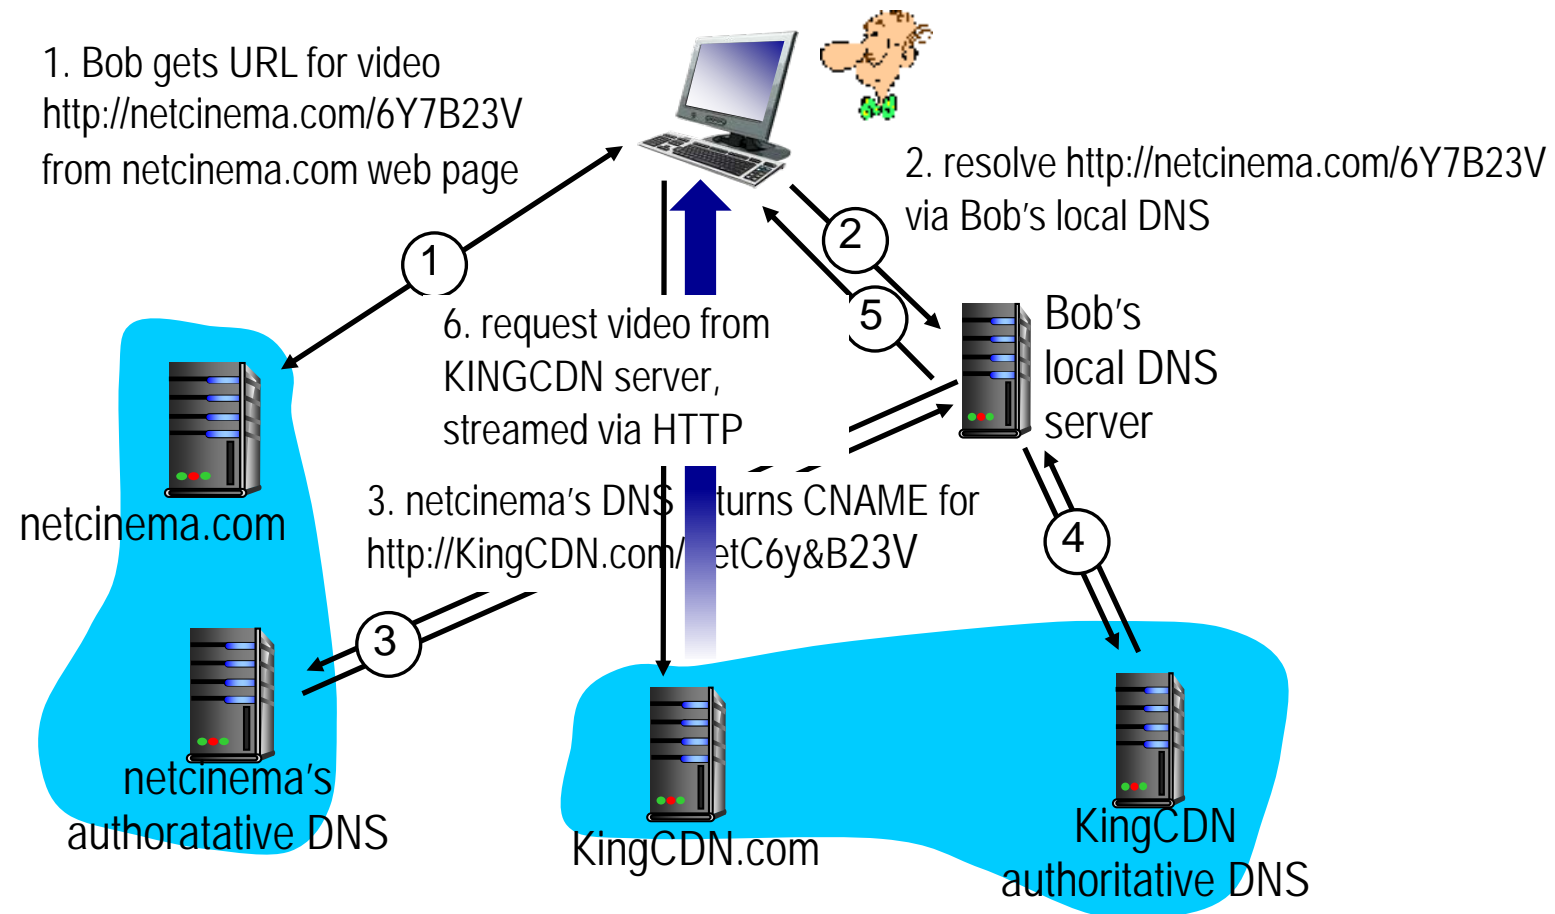 1. Bob gets URL for video
http://netcinema.com/6Y7B23V
from netcinema.com web page
2. resolve http://netcinema.com/6Y7B23V
via Bob's local DNS
1
2
5
6. request video from
KINGCDN server,
streamed via HTTP
Bob's
local DNS
server
netcinema.com
3. netcinema's DNS turns CNAME for
http://KingCDN.com/ etC6y&B23V
4
3
netcinema's
authoratative DNS
KingCDN.com
KingCDN
authoritative DNS